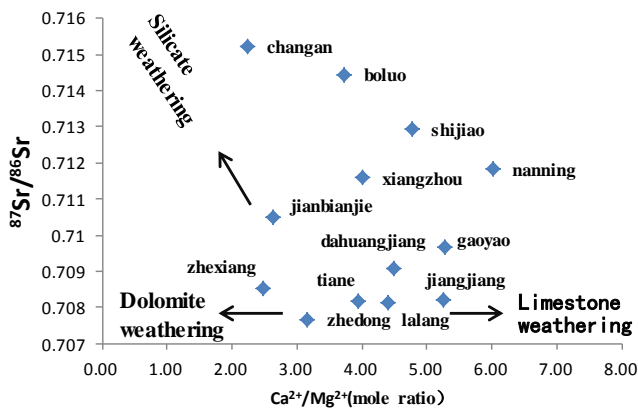 0.716
0.715
0.714
0.713
0.712
0.711
0.71
0.709
0.708
0.707
⁸⁷Sr/⁸⁶Sr
Silicate
weathering
changan
boluo
shijiao
nanning
xiangzhou
jianbianjie
dahuangjiang
gaoyao
zhexiang
tiane
jiangjiang
zhedong
lalang
Dolomite
weathering
Limestone
weathering
0.00 1.00 2.00 3.00 4.00 5.00 6.00 7.00 8.00
Ca²⁺/Mg²⁺(mole ratio）